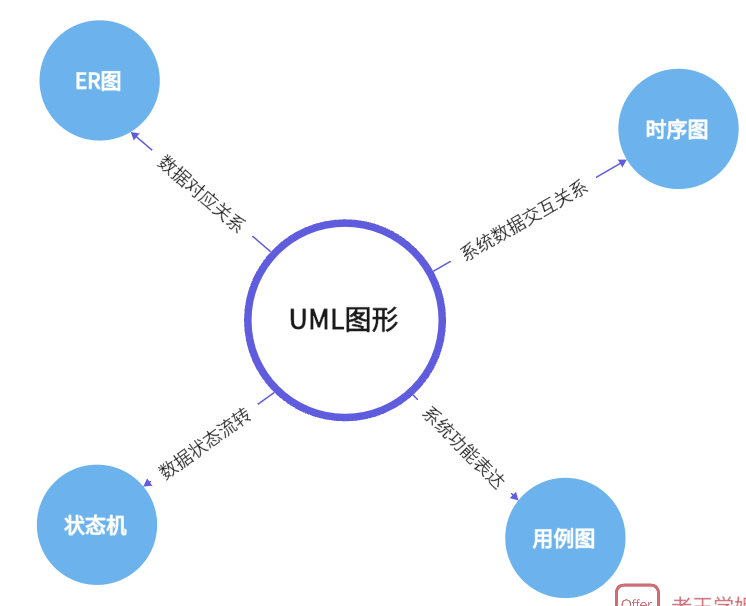 ER图
时序图
数据对应关系
系统数据交互关系
UML图形
数据状态流转
系统功能表达
状态机
用例图
Offer